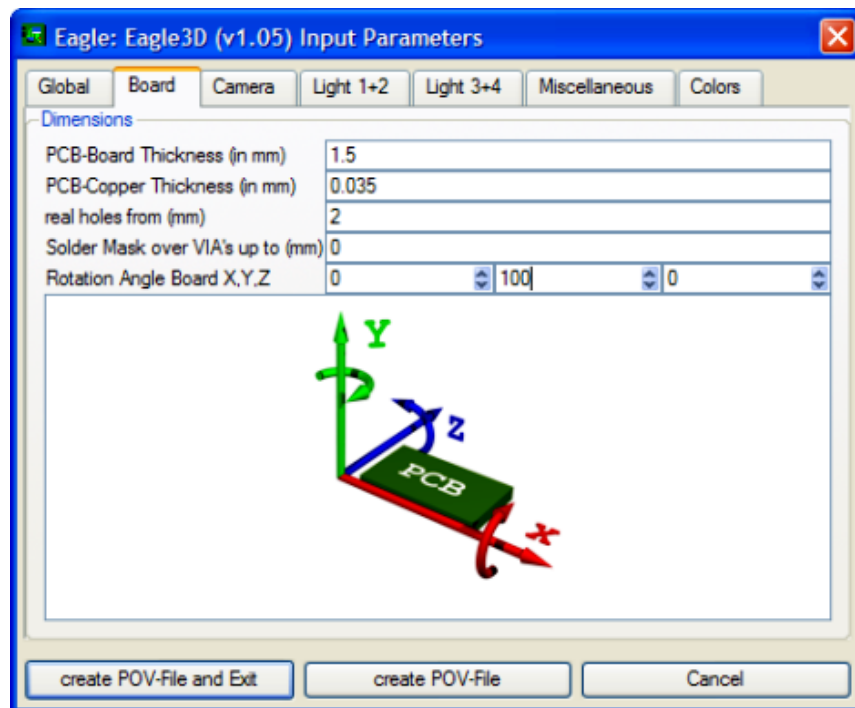 Eagle: Eagle3D (v1.05) Input Parameters
Global Board Camera Light 1+2 Light 3+4 Miscellaneous Colors
Dimensions
PCB-Board Thickness (in mm) 1.5
PCB-Copper Thickness (in mm) 0.035
real holes from (mm) 2
Solder Mask over VIA's up to (mm) 0
Rotation Angle Board X,Y,Z 0 100 0
Y
Z
PCB
X
create POV-File and Exit create POV-File Cancel